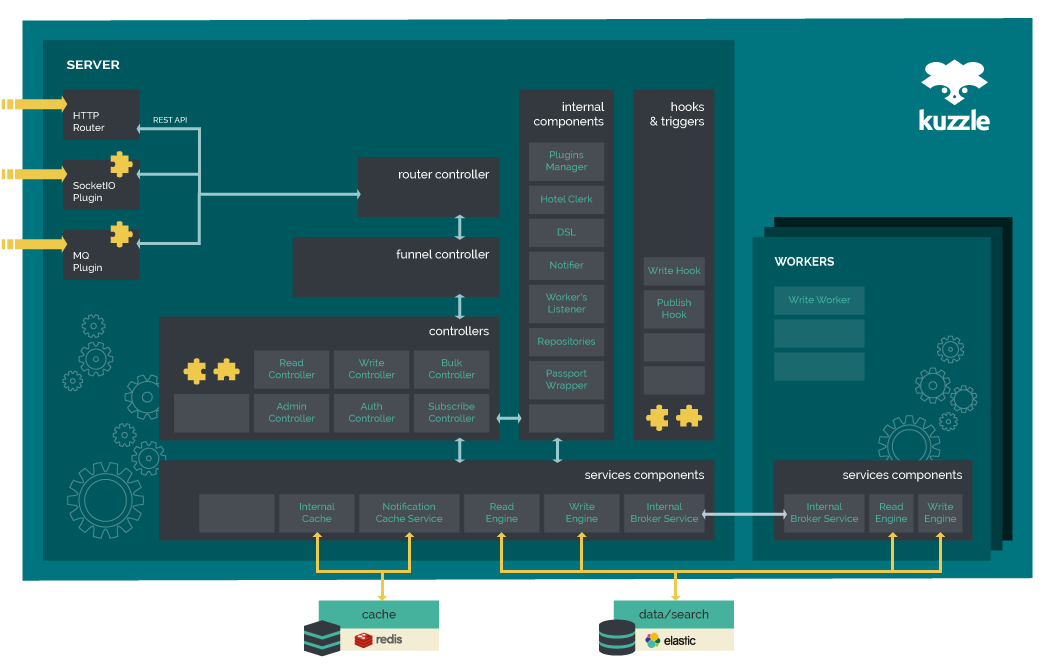 SERVER
HTTP
Router
REST API
SocketIO
Plugin
MQ
Plugin
router controller
funnel controller
controllers
Read
Controller
Write
Controller
Bulk
Controller
Admin
Controller
Auth
Controller
Subscribe
Controller
internal
components
Plugins
Manager
Hotel Clerk
DSL
Notifier
Worker's
Listener
Repositories
Passport
Wrapper
hooks
& triggers
Write Hook
Publish
Hook
kuzzle
WORKERS
Write Worker
services components
Internal
Cache
Notification
Cache Service
Read
Engine
Write
Engine
Internal
Broker Service
services components
Internal
Broker Service
Read
Engine
Write
Engine
cache
redis
data/search
elastic